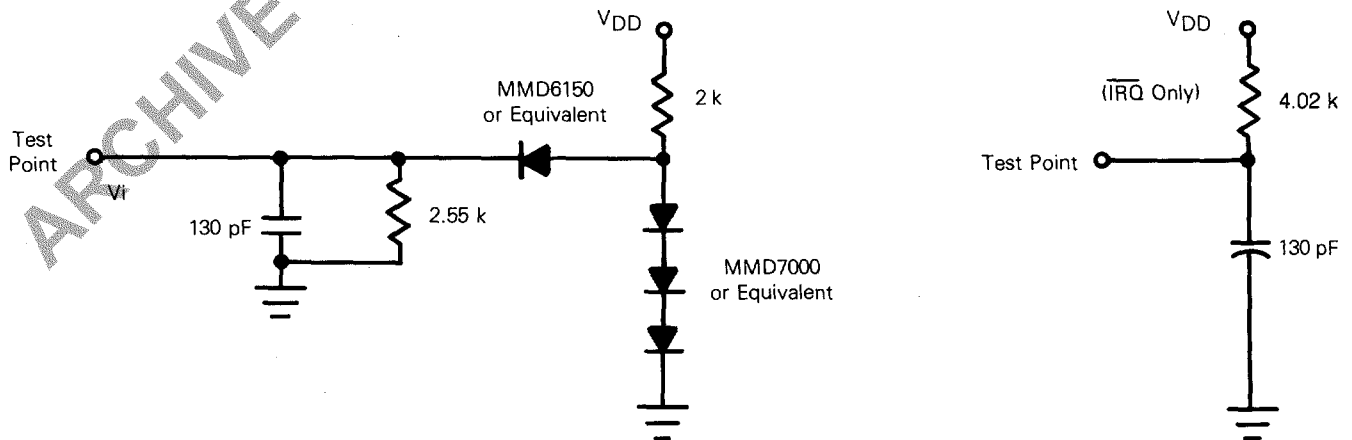 ARCHIVE
VDD
MMD6150
or Equivalent
2 k
Test
Point
Vi
130 pF
2.55 k
MMD7000
or Equivalent
VDD
(IRQ Only)
4.02 k
Test Point
130 pF